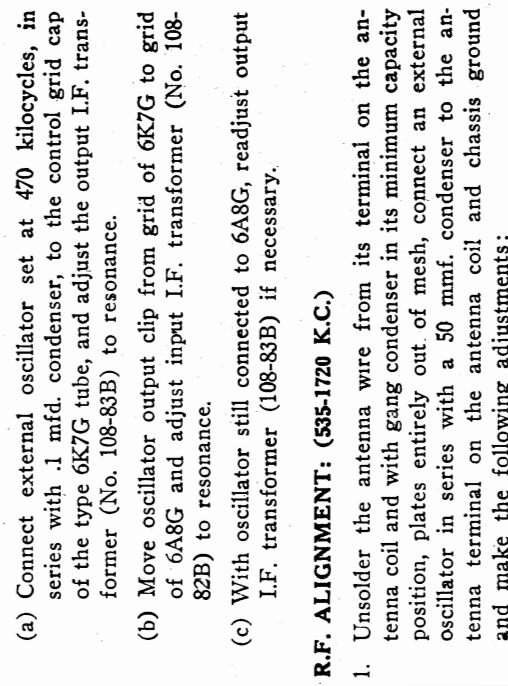 (a) Connect external oscillator set at 470 kilocycles, in
series with .1 mfd. condenser, to the control grid cap
of the type 6K7G tube, and adjust the output I.F. trans-
former (No. 108-83B) to resonance.
(b) Move oscillator output clip from grid of 6K7G to grid
of 6A8G and adjust input I.F. transformer (No. 108-
82B) to resonance.
(c) With oscillator still connected to 6A8G, readjust output
I.F. transformer (108-83B) if necessary.
R.F. ALIGNMENT: (535-1720 K.C.)
1. Unsolder the antenna wire from its terminal on the an-
tenna coil and with gang condenser in its minimum capacity
position, plates entirely out of mesh, connect an external
oscillator in series with a 50 mmf. condenser to the an-
tenna terminal on the antenna coil and chassis ground
and make the following adjustments: